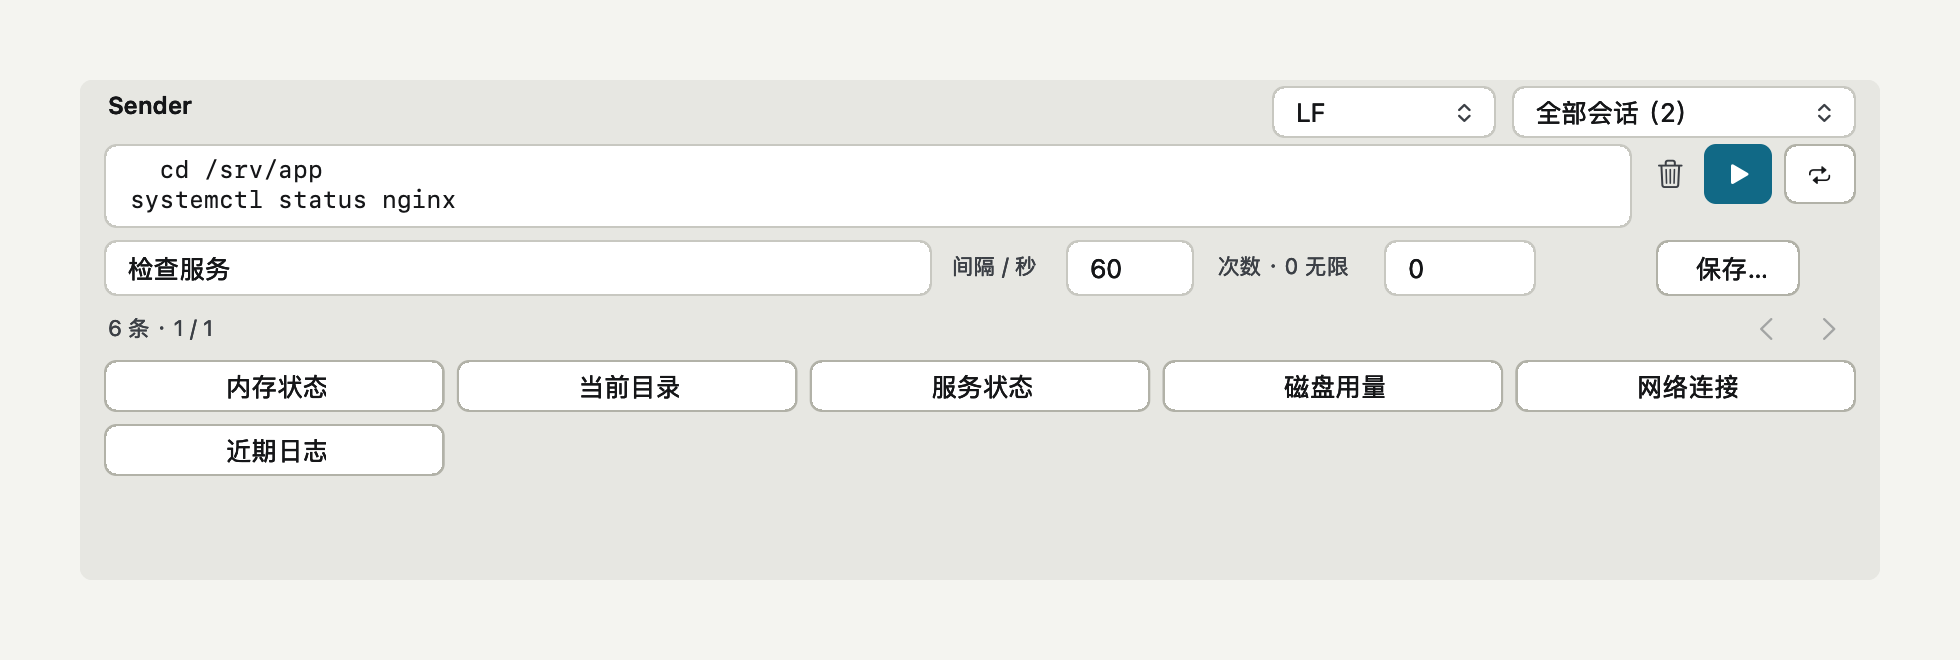 Sender
LF
全部会话 (2)
cd /srv/app
systemctl status nginx
检查服务
间隔 / 秒
60
次数 · 0 无限
0
保存...
6 条 · 1 / 1
内存状态
当前目录
服务状态
磁盘用量
网络连接
近期日志